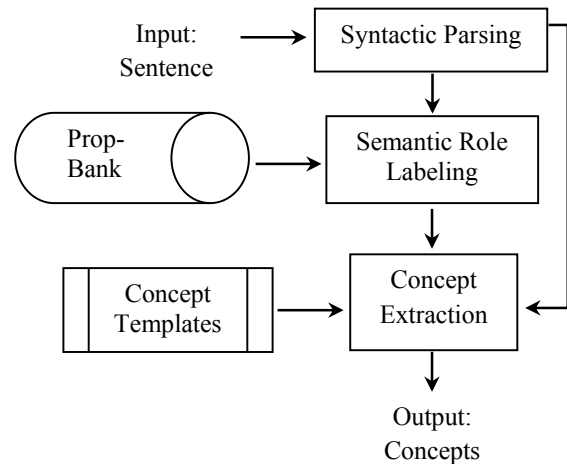 Input:
Sentence
Syntactic Parsing
Prop-
Bank
Semantic Role
Labeling
Concept
Templates
Concept
Extraction
Output:
Concepts